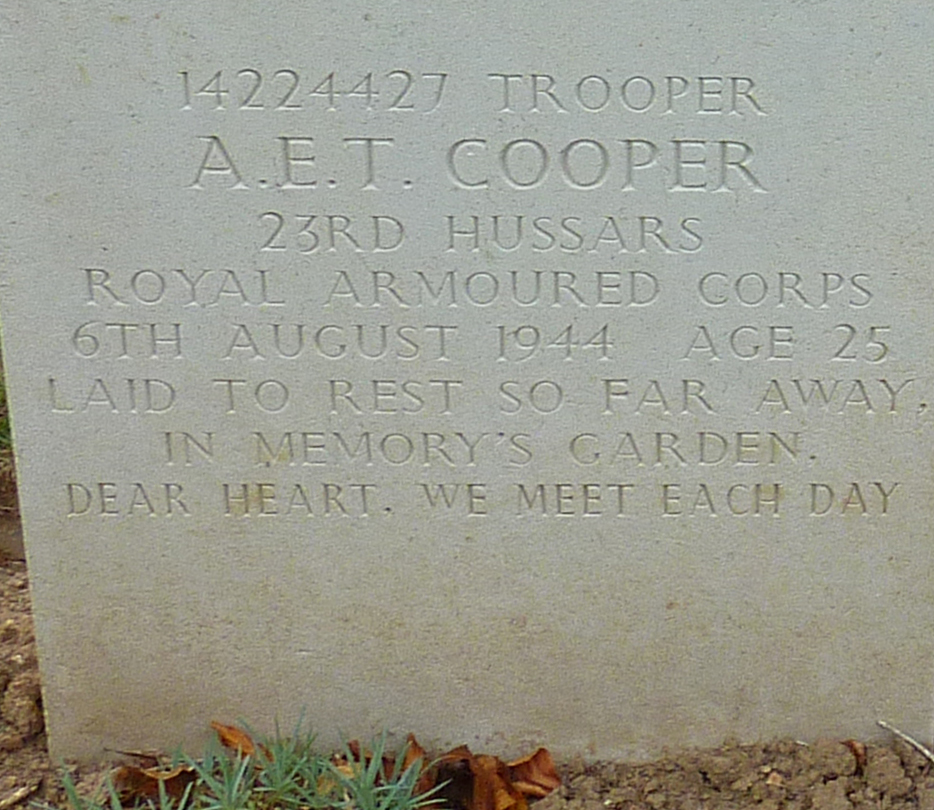 14224427 TROOPER
A.E.T. COOPER
23RD HUSSARS
ROYAL ARMOURED CORPS
6TH AUGUST 1944 AGE 25
LAID TO REST SO FAR AWAY,
IN MEMORY'S GARDEN.
DEAR HEART. WE MEET EACH DAY